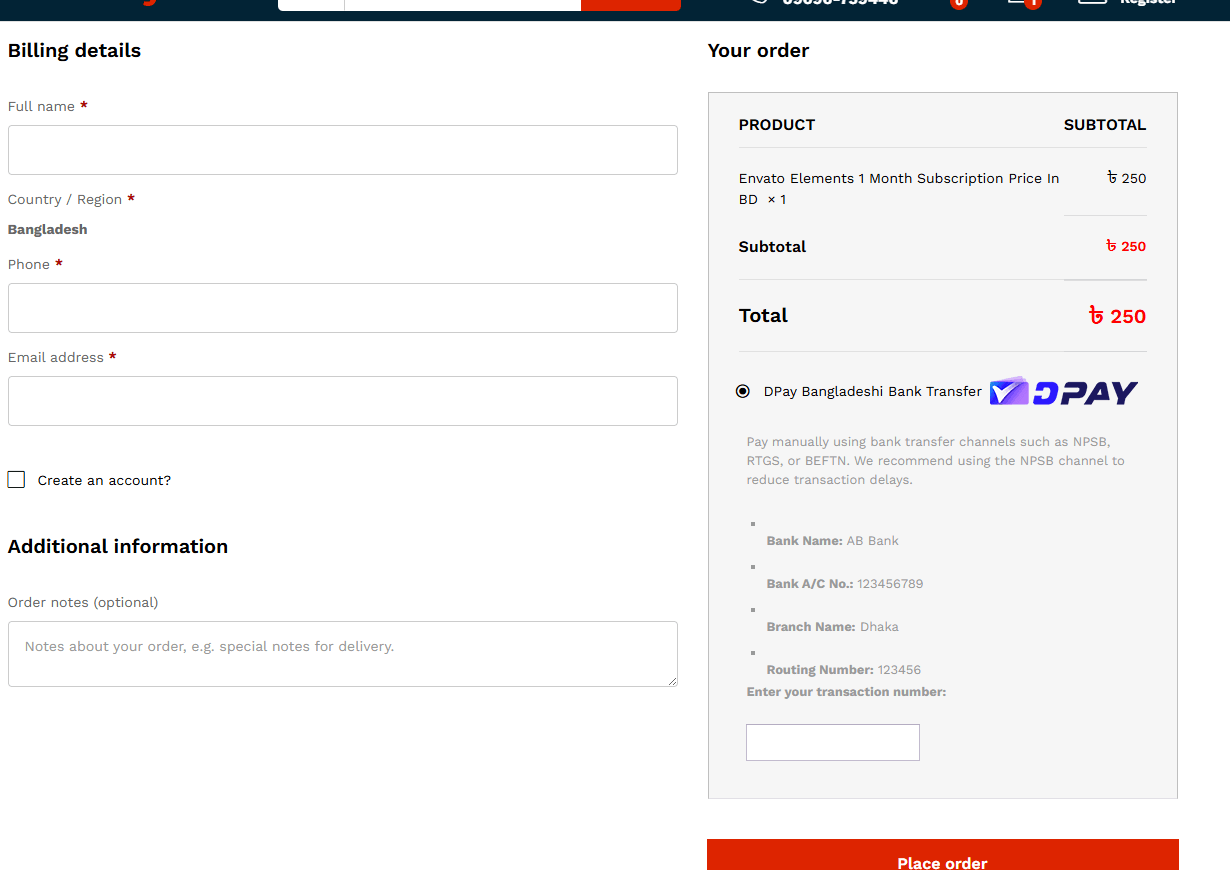 Register
Billing details
Full name *
Country / Region *
Bangladesh
Phone *
Email address *
Create an account?
Additional information
Order notes (optional)
Notes about your order, e.g. special notes for delivery.
Your order
PRODUCT SUBTOTAL
Envato Elements 1 Month Subscription Price In ৳ 250
BD × 1
Subtotal ৳ 250
Total ৳ 250
DPay Bangladeshi Bank Transfer DPAY
Pay manually using bank transfer channels such as NPSB,
RTGS, or BEFTN. We recommend using the NPSB channel to
reduce transaction delays.
Bank Name: AB Bank
Bank A/C No.: 123456789
Branch Name: Dhaka
Routing Number: 123456
Enter your transaction number:
Place order